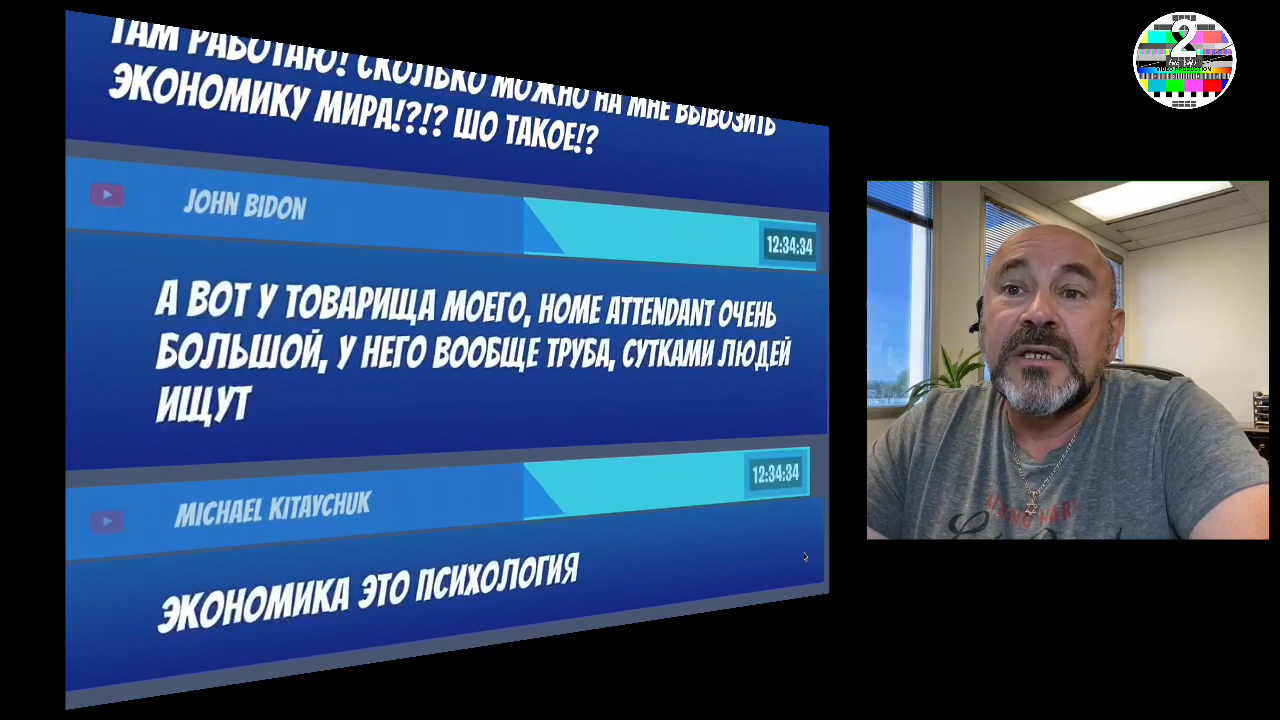 ТАМ РАБОТАЮ! СКОЛЬКО МОЖНО НА МНЕ ВЫВОЗИТЬ
ЭКОНОМИКУ МИРА!?!? ШО ТАКОЕ!?
JOHN BIDON
12:34:34
А ВОТ У ТОВАРИЩА МОЕГО, HOME ATTENDANT ОЧЕНЬ
БОЛЬШОЙ, У НЕГО ВООБЩЕ ТРУБА, СУТКАМИ ЛЮДЕЙ
ИЩУТ
MICHAEL KITAYCHUK
12:34:34
ЭКОНОМИКА ЭТО ПСИХОЛОГИЯ
2